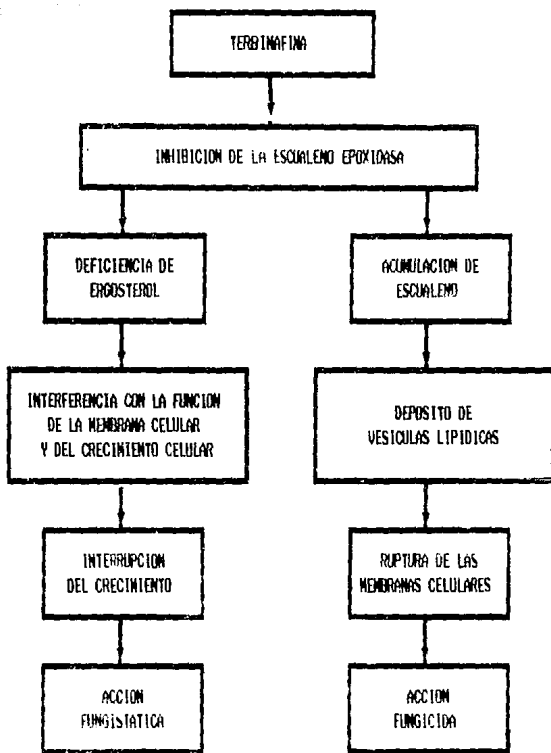 TERBINAFINA
INHIBICION DE LA ESCUALENO EPOXIDASA
DEFICIENCIA DE
ERGOSTEROL
ACUMULACION DE
ESCUALENO
INTERFERENCIA CON LA FUNCION
DE LA MEMBRANA CELULAR
Y DEL CRECIMIENTO CELULAR
DEPOSITO DE
VESICULAS LIPIDICAS
INTERRUPCION
DEL CRECIMIENTO
RUPTURA DE LAS
MEMBRANAS CELULARES
ACCION
FUNGISTATICA
ACCION
FUNGICIDA